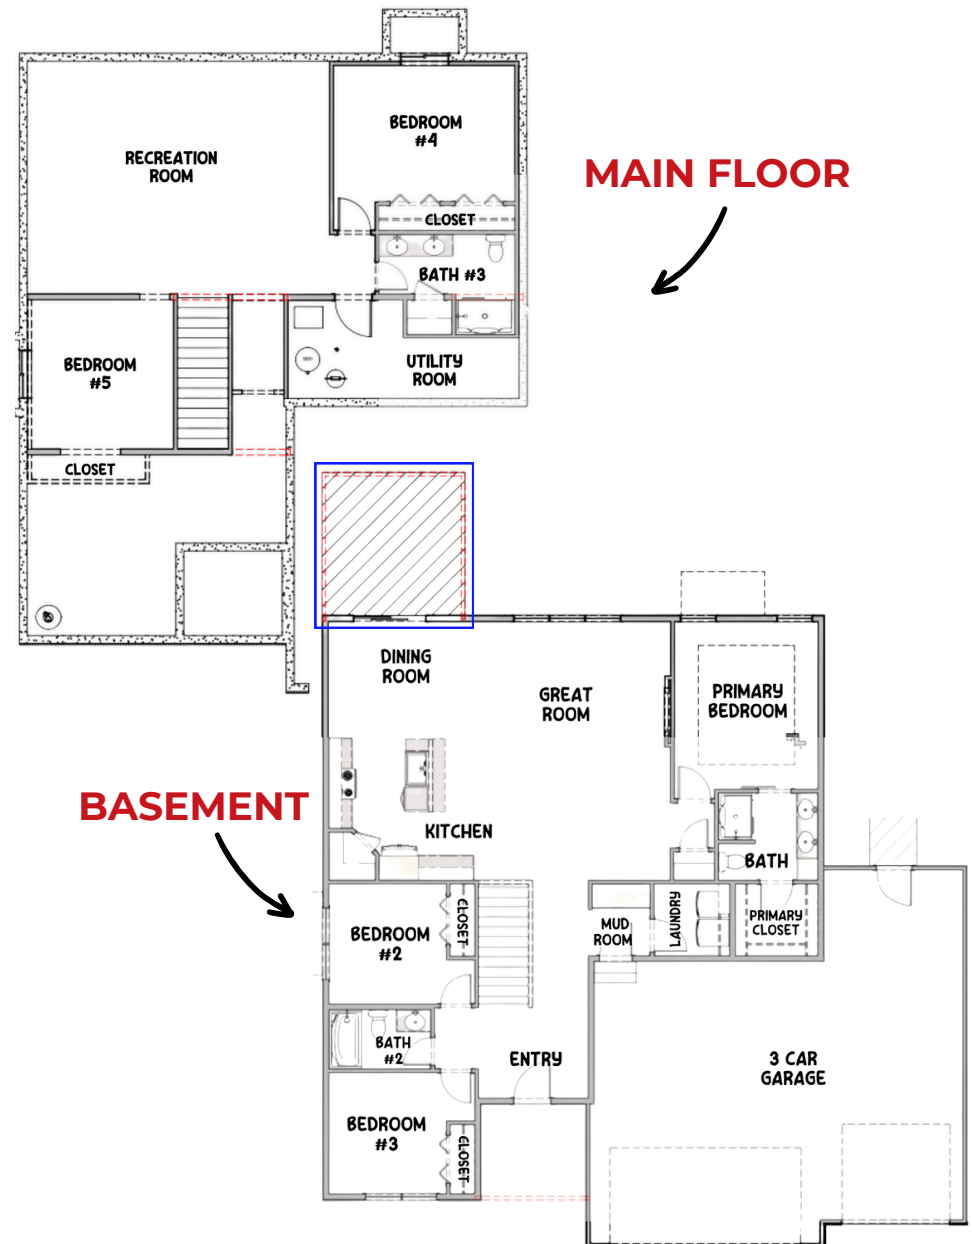 BEDROOM
#4
RECREATION
ROOM
MAIN FLOOR
CLOSET
BATH #3
BEDROOM
#5
UTILITY
ROOM
WH
CLOSET
DINING
ROOM
GREAT
ROOM
PRIMARY
BEDROOM
BASEMENT
KITCHEN
BATH
CLOSET
BEDROOM
#2
MUD
ROOM
LAUNDRY
PRIMARY
CLOSET
BATH
#2
ENTRY
3 CAR
GARAGE
BEDROOM
#3
CLOSET